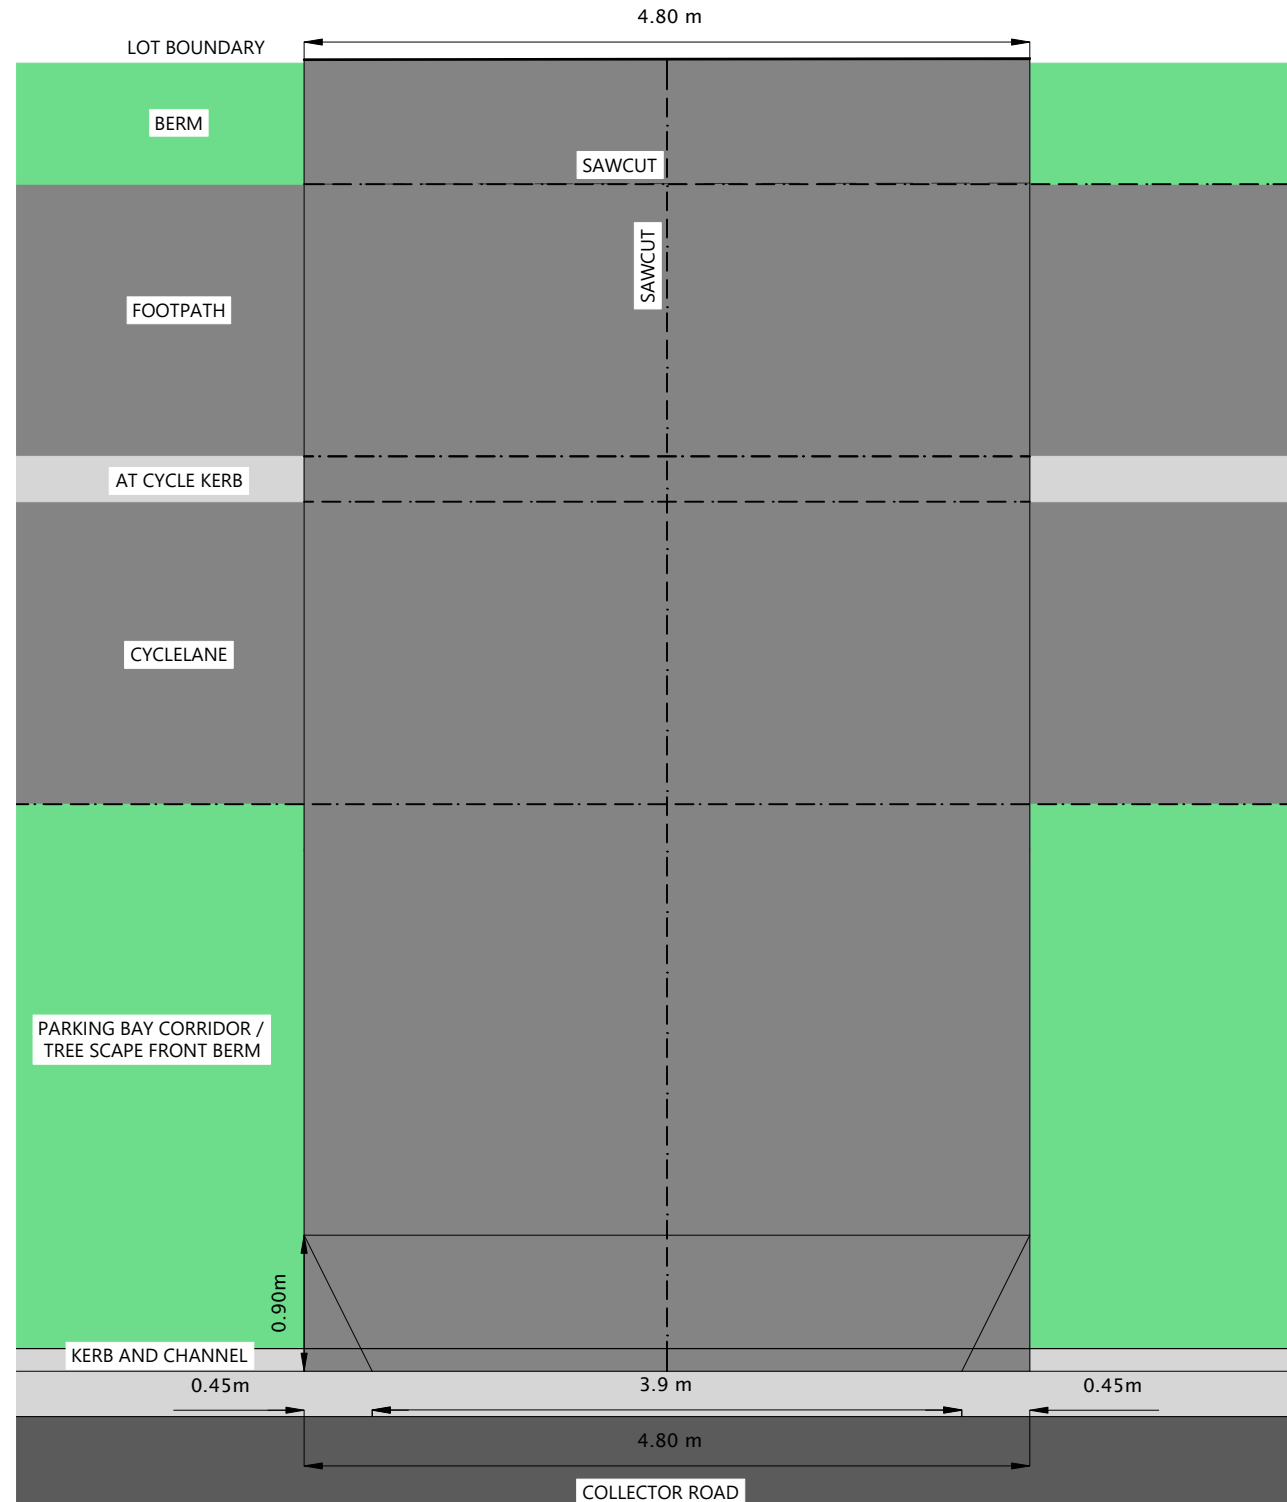 4.80 m
LOT BOUNDARY
BERM
SAWCUT
SAWCUT
FOOTPATH
AT CYCLE KERB
CYCLELANE
PARKING BAY CORRIDOR /
TREE SCAPE FRONT BERM
0.90m
KERB AND CHANNEL
0.45m
3.9 m
0.45m
4.80 m
COLLECTOR ROAD